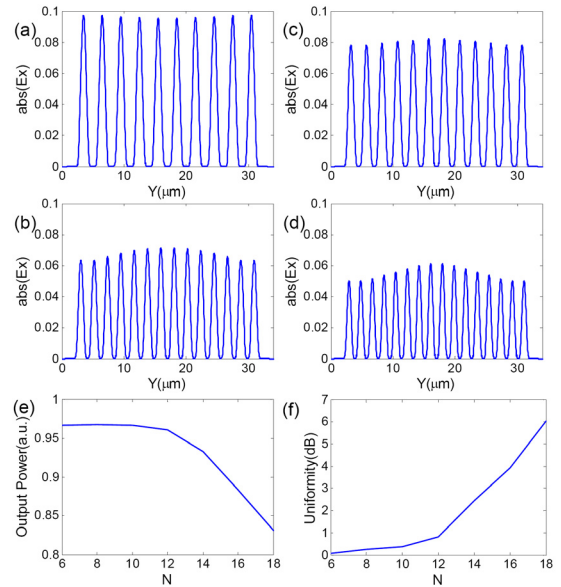 (a)
0.1
0.08
0.06
0.04
0.02
0
abs(Ex)
0 10 20 30
Y(μm)
(c)
0.1
0.08
0.06
0.04
0.02
0
abs(Ex)
0 10 20 30
Y(μm)
(b)
0.1
0.08
0.06
0.04
0.02
0
abs(Ex)
0 10 20 30
Y(μm)
(d)
0.1
0.08
0.06
0.04
0.02
0
abs(Ex)
0 10 20 30
Y(μm)
(e)
1
0.95
0.9
0.85
0.8
Output Power(a.u.)
6 8 10 12 14 16 18
N
(f)
7
6
5
4
3
2
1
0
Uniformity(dB)
6 8 10 12 14 16 18
N